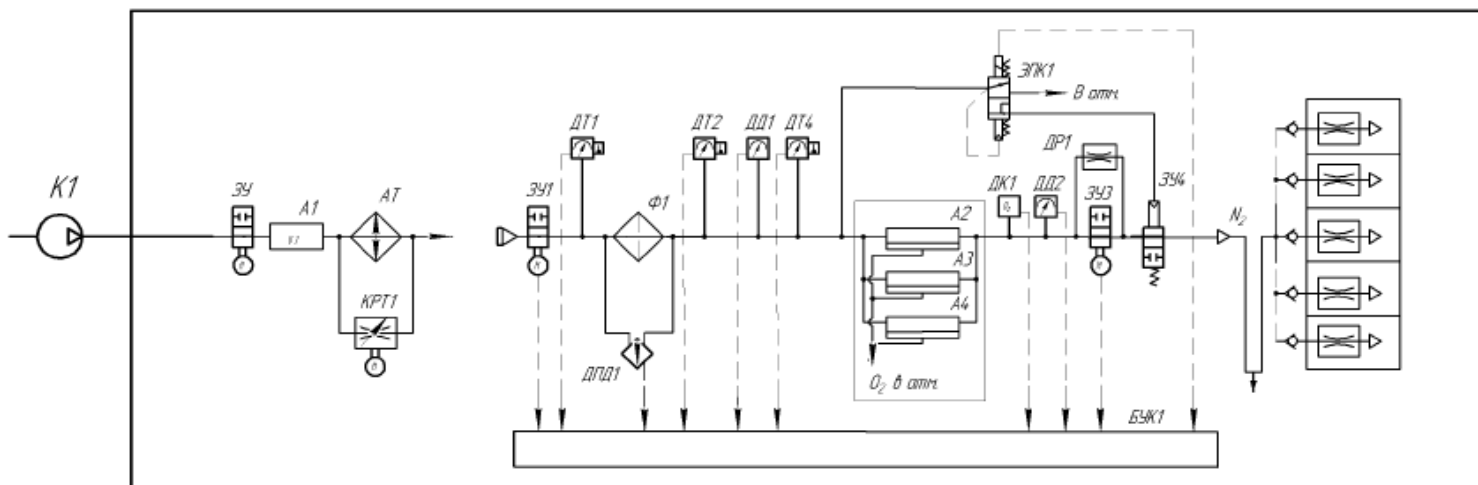 К1
ЗУ
А1
АТ
КРТ1
ЗУ1
ДТ1
Ф1
ДПД1
ДТ2
ДД1
ДТ4
ЭПК1
В атм.
ДР1
ДК1
O₂
ДД2
ЗУ3
ЗУ4
А2
А3
А4
O₂ в атм.
N₂
БУК1